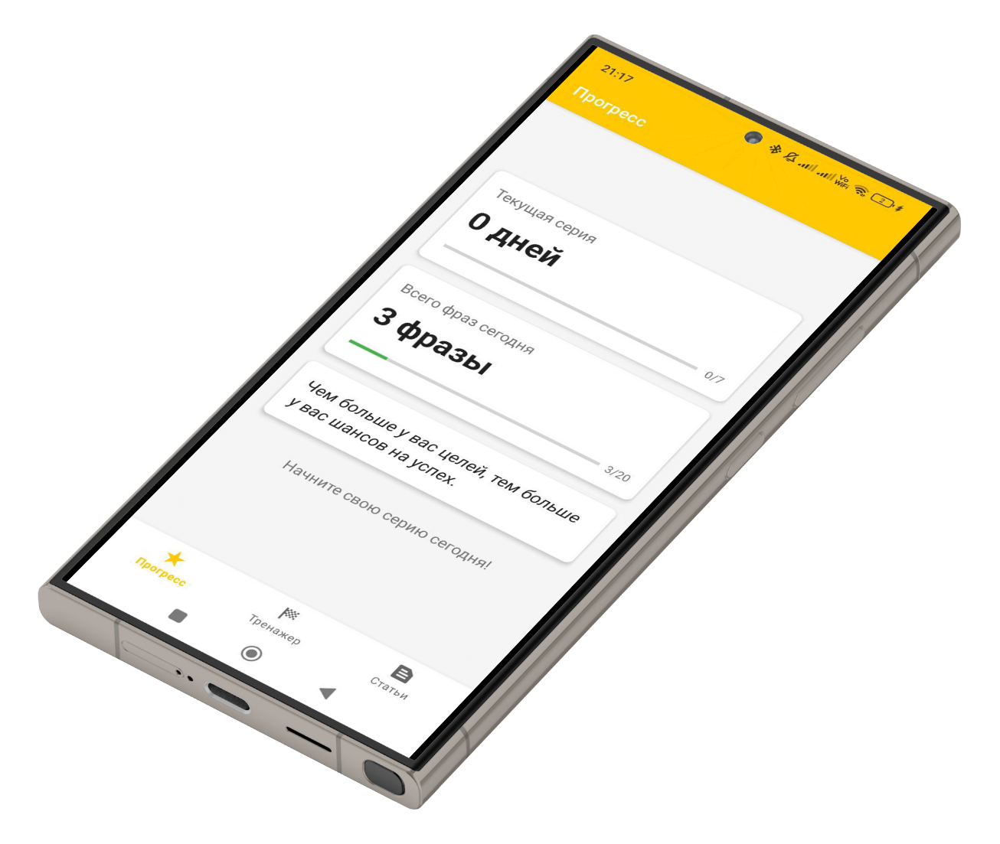 21:17
Vo
WiFi
2
Прогресс
Текущая серия
0 дней
0/7
Всего фраз сегодня
3 фразы
3/20
Чем больше у вас целей, тем больше
у вас шансов на успех.
Начните свою серию сегодня!
Прогресс
Тренажер
Статьи